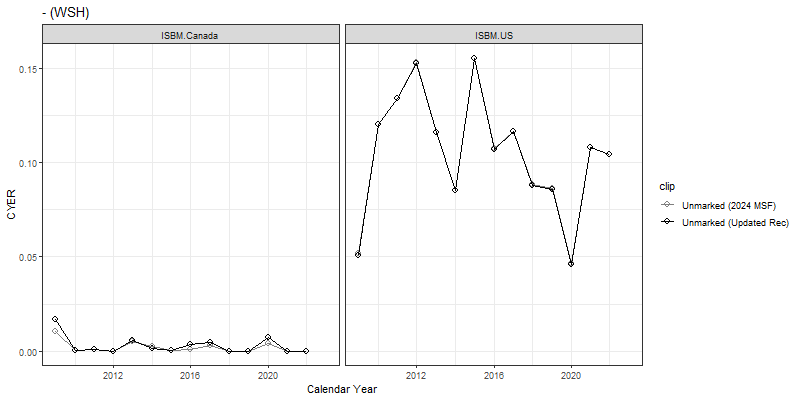 - (WSH)
ISBM.Canada
ISBM.US
0.15
0.10
0.05
0.00
CYER
2012
2016
2020
2012
2016
2020
Calendar Year
clip
Unmarked (2024 MSF)
Unmarked (Updated Rec)